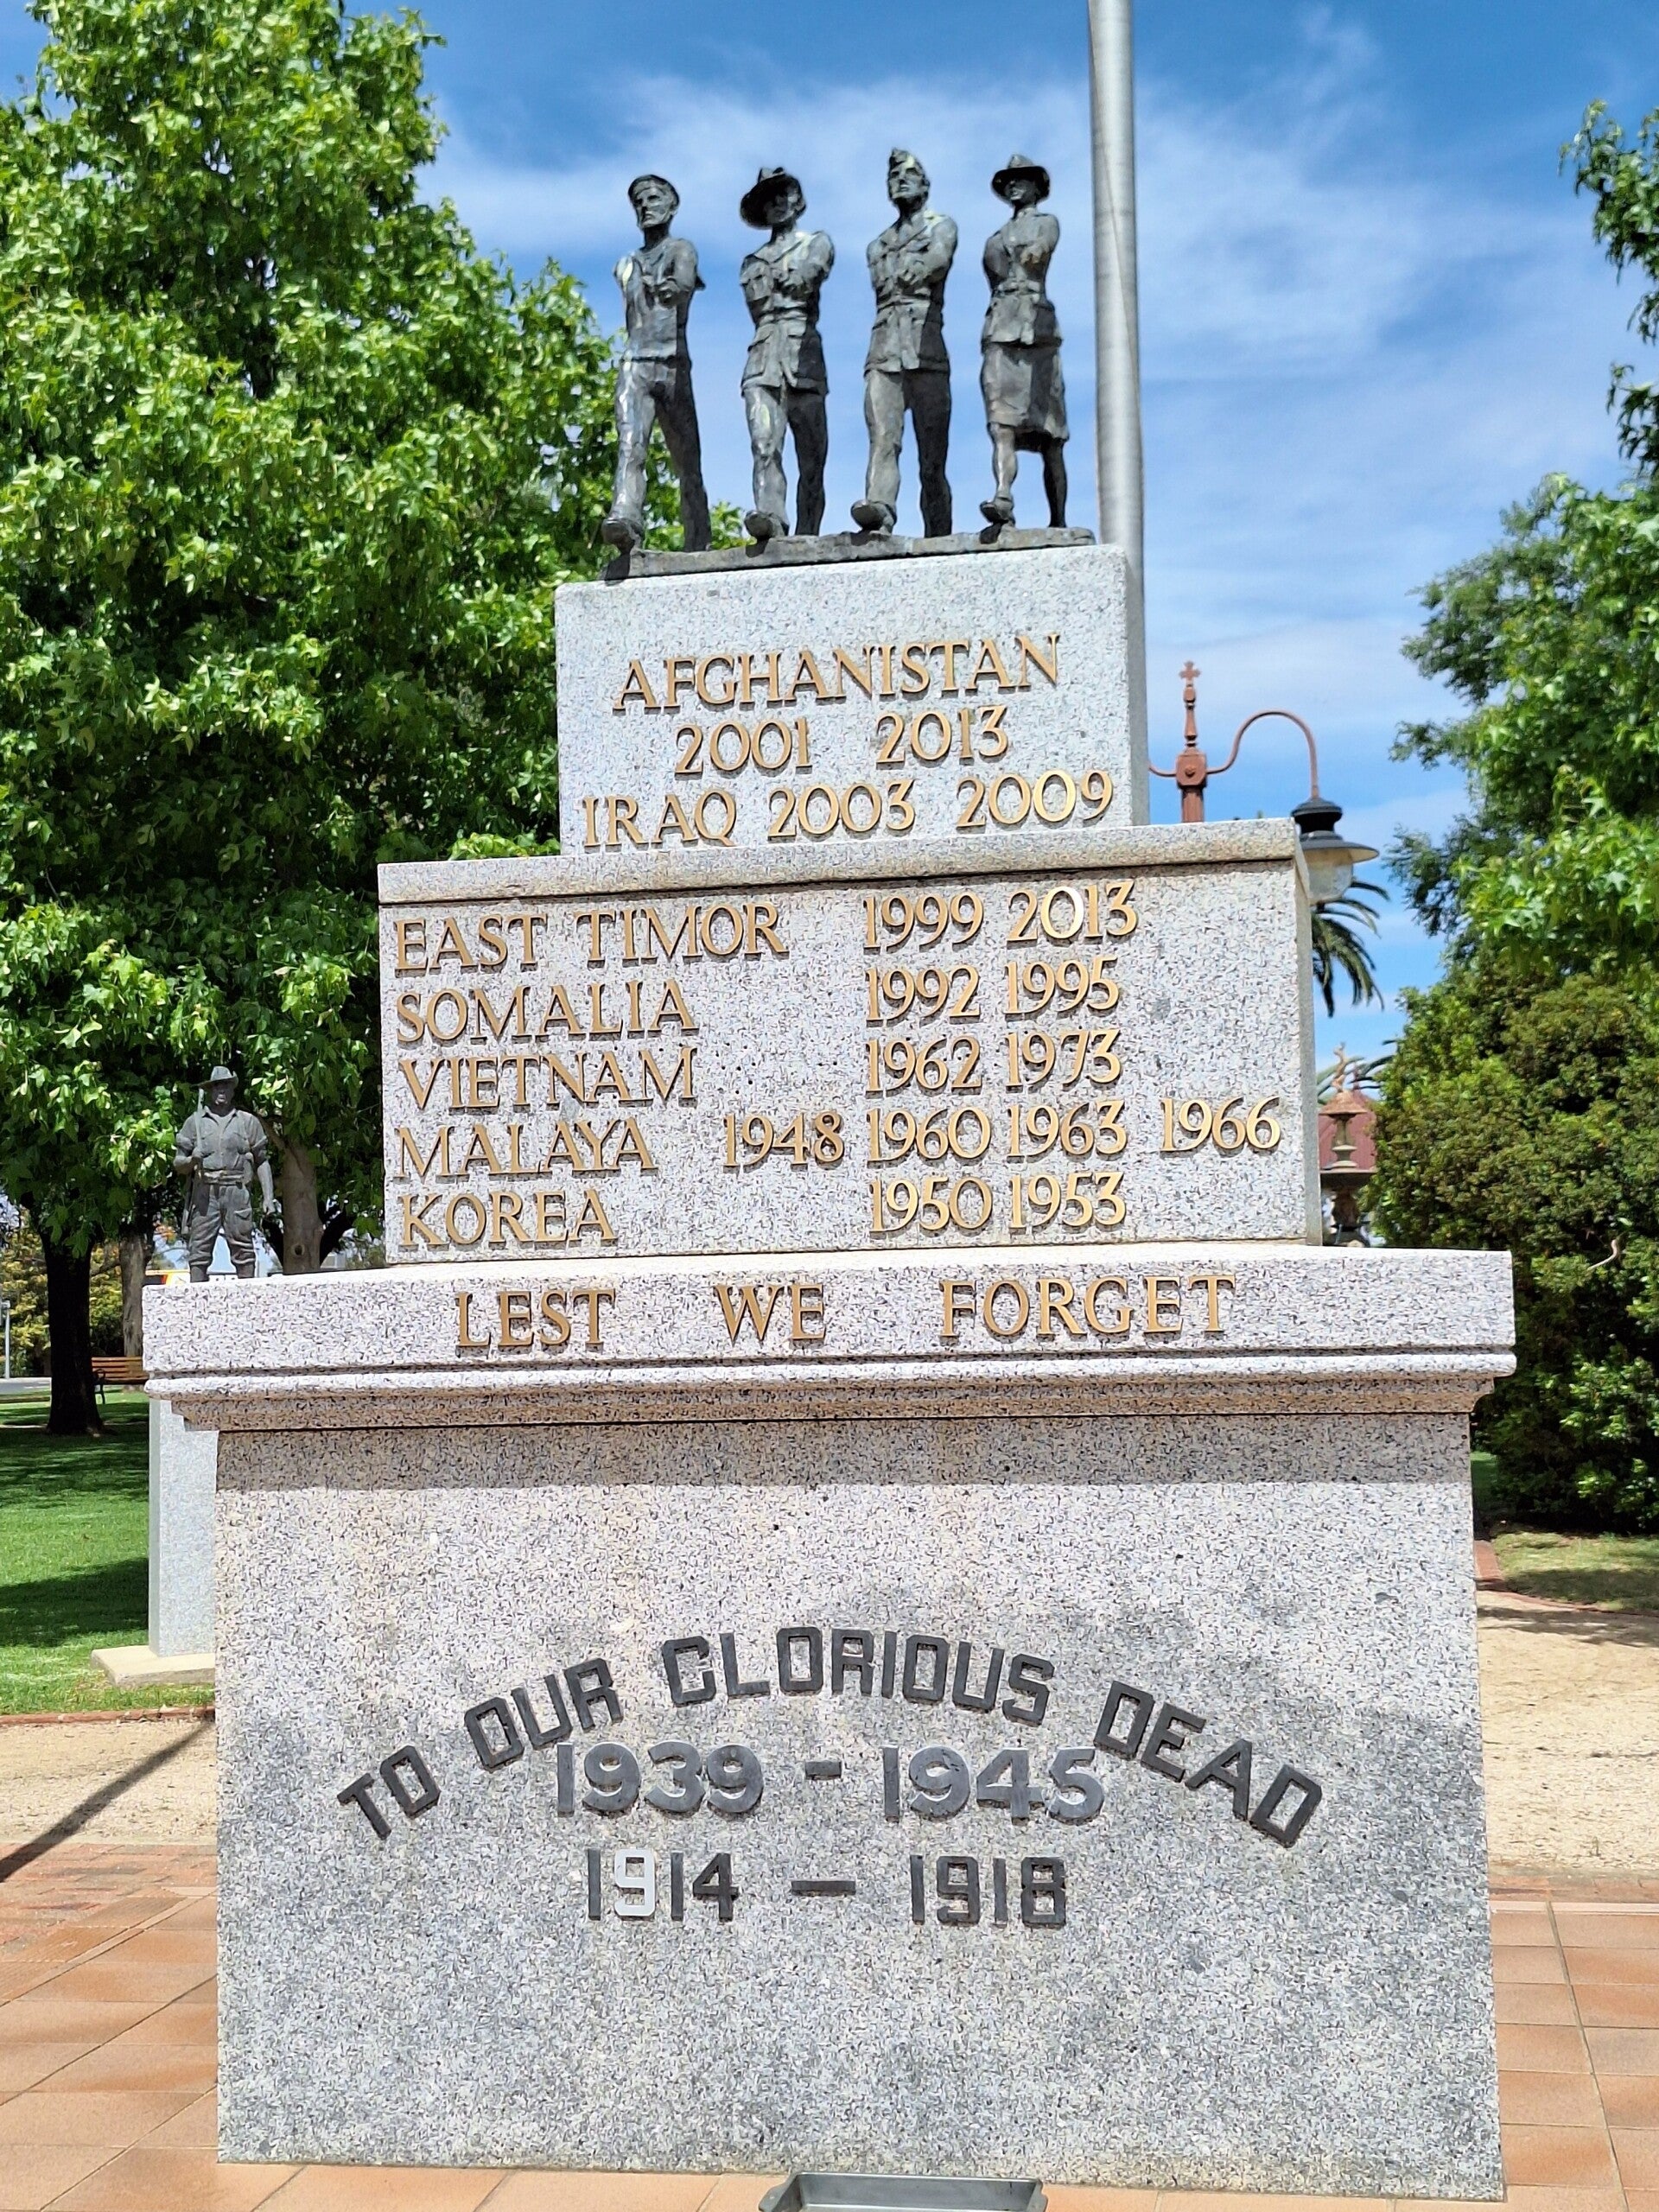 AFGHANISTAN
2001 2013
IRAQ 2003 2009
EAST TIMOR 1999 2013
SOMALIA 1992 1995
VIETNAM 1962 1973
MALAYA 1948 1960 1963 1966
KOREA 1950 1953
LEST WE FORGET
TO OUR GLORIOUS DEAD
1939 - 1945
1914 — 1918